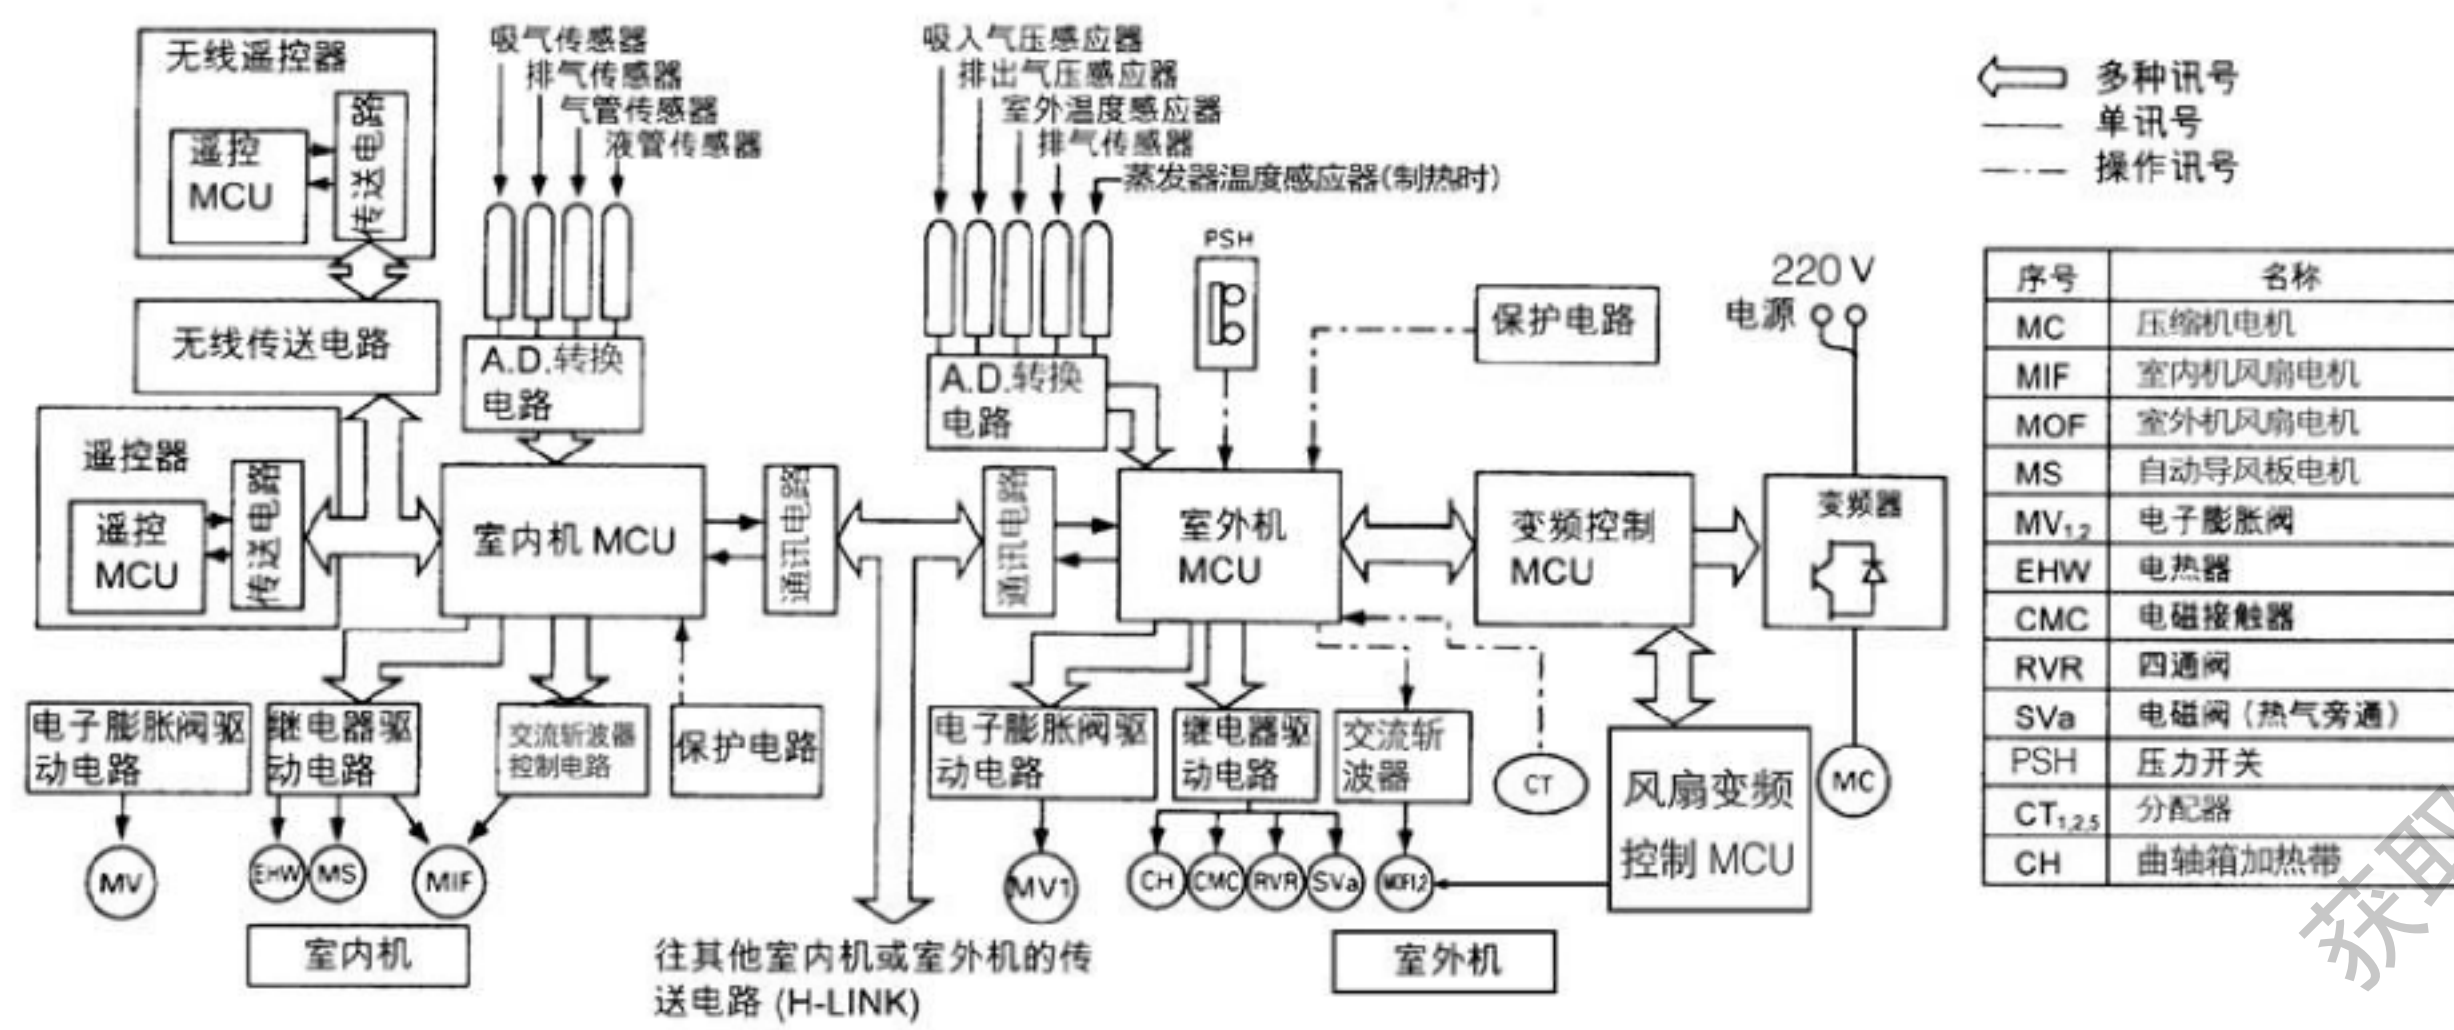 无线遥控器
遥控
MCU
传送电路
无线传送电路
遥控器
遥控
MCU
传送电路
吸气传感器
排气传感器
气管传感器
液管传感器
A.D.转换
电路
室内机 MCU
通讯电路
电子膨胀阀驱
动电路
继电器驱
动电路
交流斩波器
控制电路
保护电路
MV
EHW
MS
MIF
室内机
往其他室内机或室外机的传
送电路 (H-LINK)
吸入气压感应器
排出气压感应器
室外温度感应器
排气传感器
蒸发器温度感应器(制热时)
A.D.转换
电路
PSH
保护电路
220 V
电源
通讯电路
室外机
MCU
变频控制
MCU
变频器
电子膨胀阀驱
动电路
继电器驱
动电路
交流斩
波器
CT
风扇变频
控制 MCU
MC
MV1
CH
CMC
RVR
SVa
MOF1,2
室外机
多种讯号
单讯号
操作讯号
序号 名称
MC 压缩机电机
MIF 室内机风扇电机
MOF 室外机风扇电机
MS 自动导风板电机
MV1,2 电子膨胀阀
EHW 电热器
CMC 电磁接触器
RVR 四通阀
SVa 电磁阀 (热气旁通)
PSH 压力开关
CT1,2,5 分配器
CH 曲轴箱加热带
获取